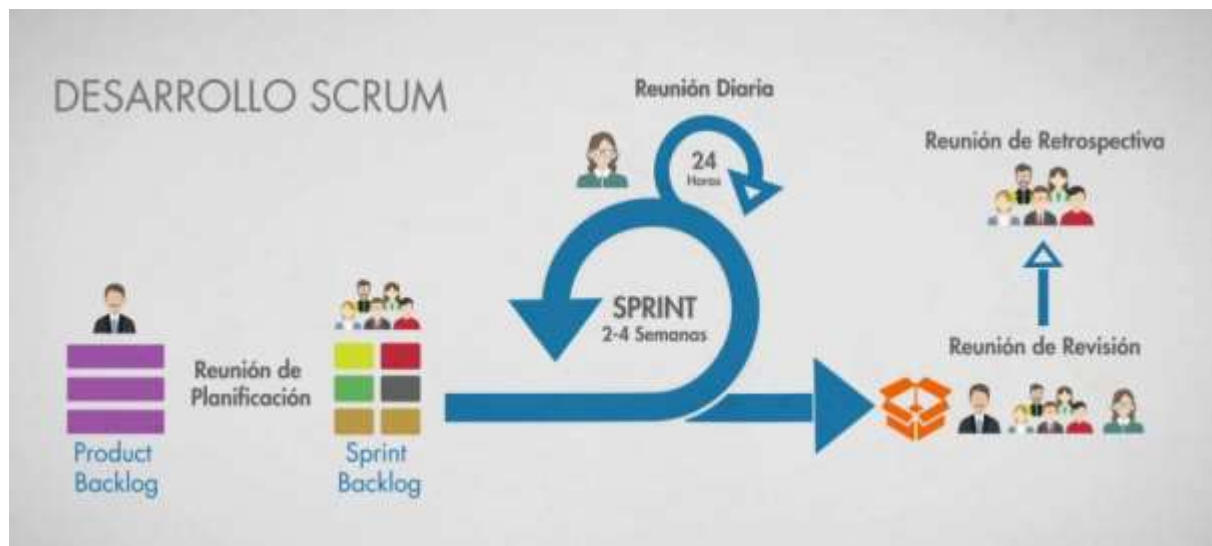 DESARROLLO SCRUM
Reunión Diaria
24
Horas
Reunión de Retrospectiva
SPRINT
2-4 Semanas
Reunión de Revisión
Reunión de
Planificación
Product
Backlog
Sprint
Backlog